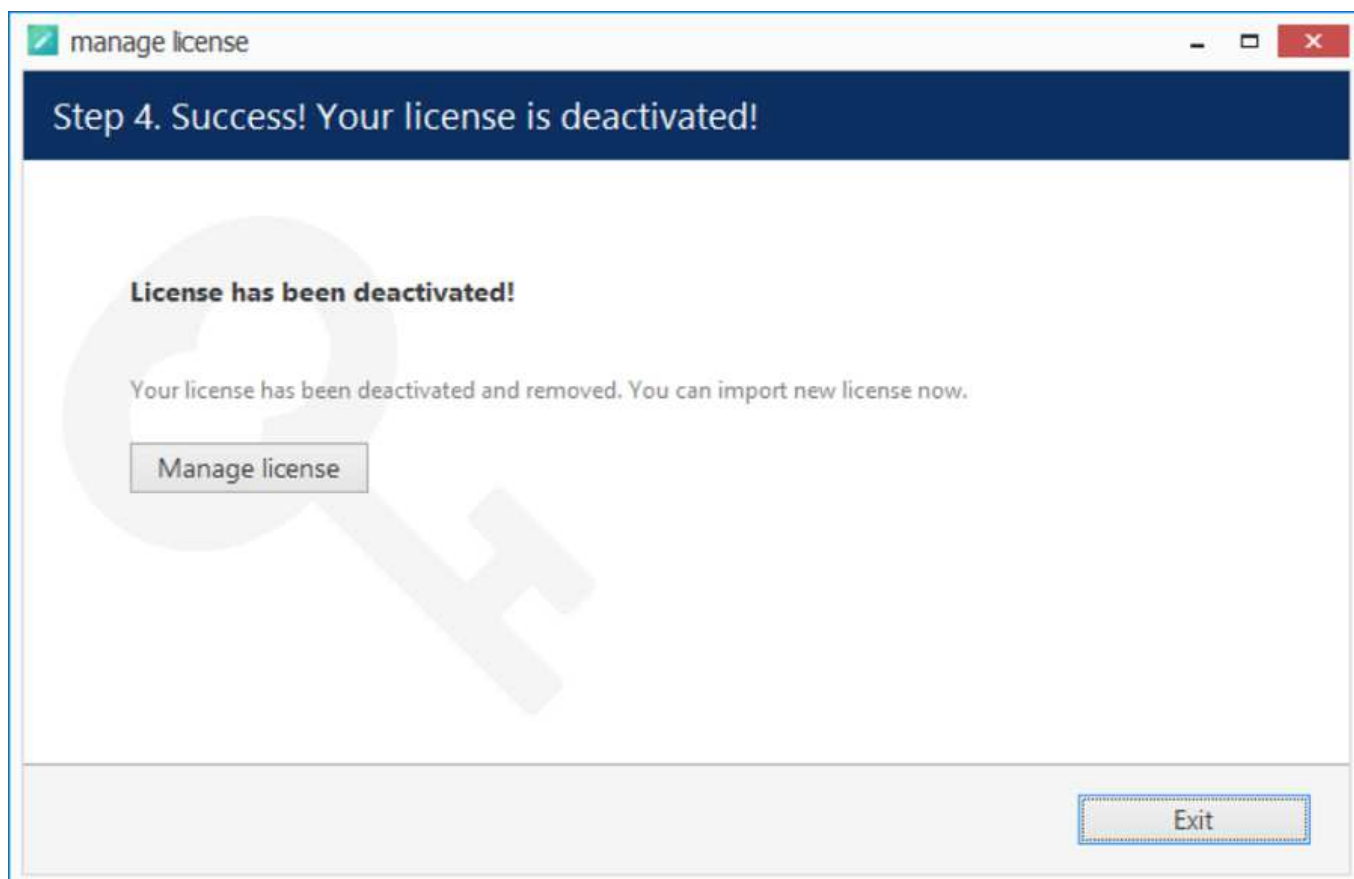 manage license
Step 4. Success! Your license is deactivated!
License has been deactivated!
Your license has been deactivated and removed. You can import new license now.
Manage license
Exit